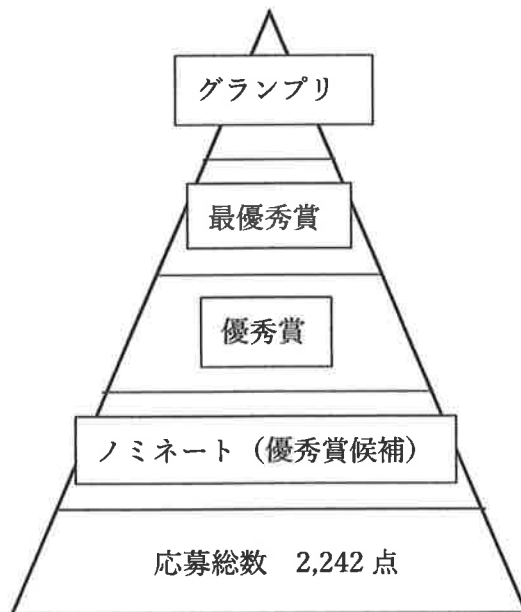 グランプリ
最優秀賞
優秀賞
ノミネート（優秀賞候補）
応募総数　2,242 点